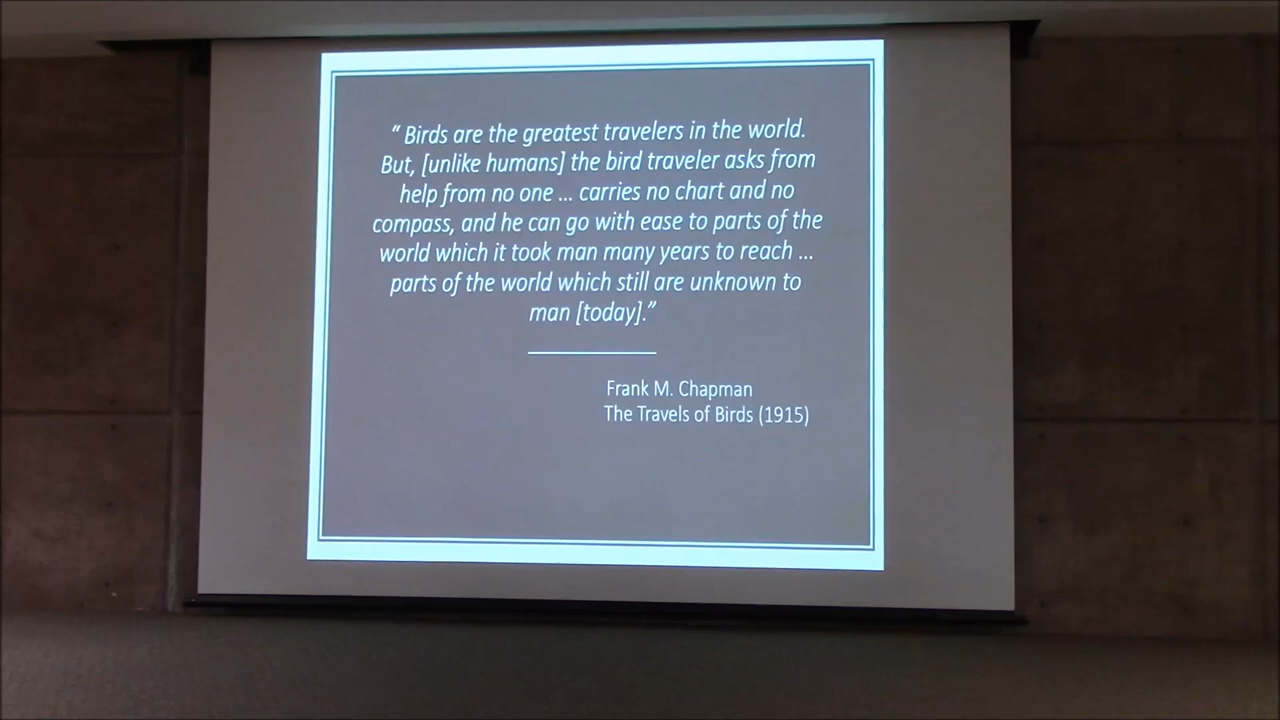 “ Birds are the greatest travelers in the world.
But, [unlike humans] the bird traveler asks from
help from no one ... carries no chart and no
compass, and he can go with ease to parts of the
world which it took man many years to reach ...
parts of the world which still are unknown to
man [today].”
Frank M. Chapman
The Travels of Birds (1915)